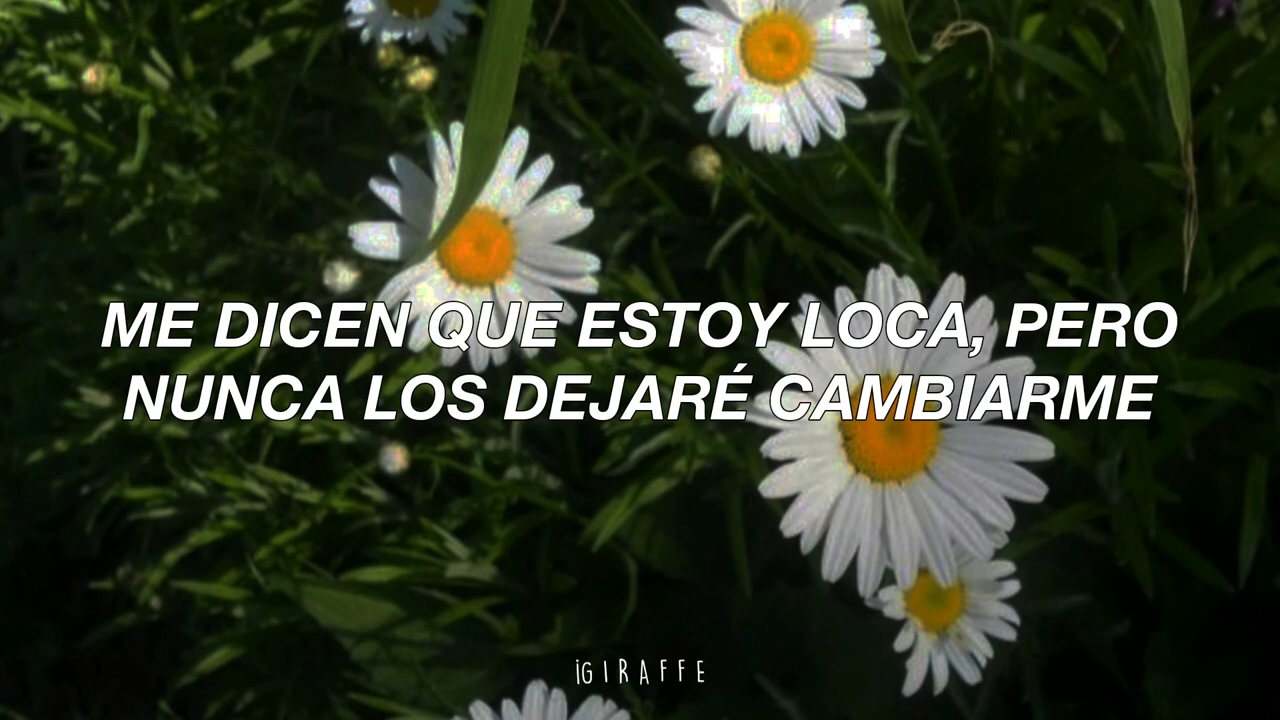 ME DICEN QUE ESTOY LOCA, PERO
NUNCA LOS DEJARÉ CAMBIARME
iGIRAFFE